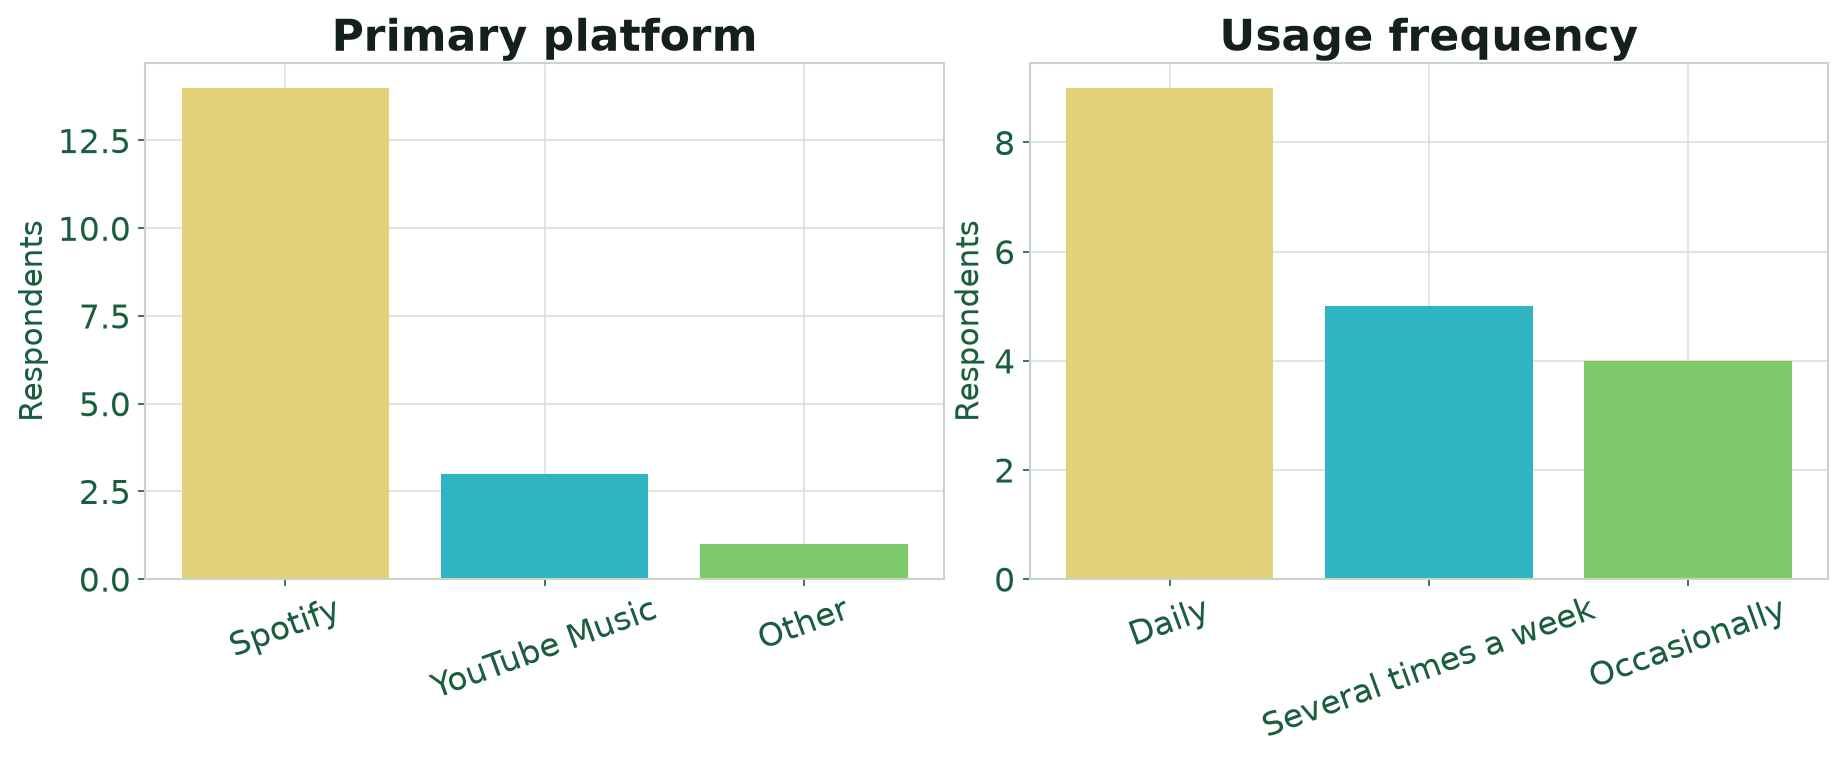 Primary platform
Respondents
12.5
10.0
7.5
5.0
2.5
0.0
Spotify
YouTube Music
Other
Usage frequency
Respondents
8
6
4
2
0
Daily
Several times a week
Occasionally